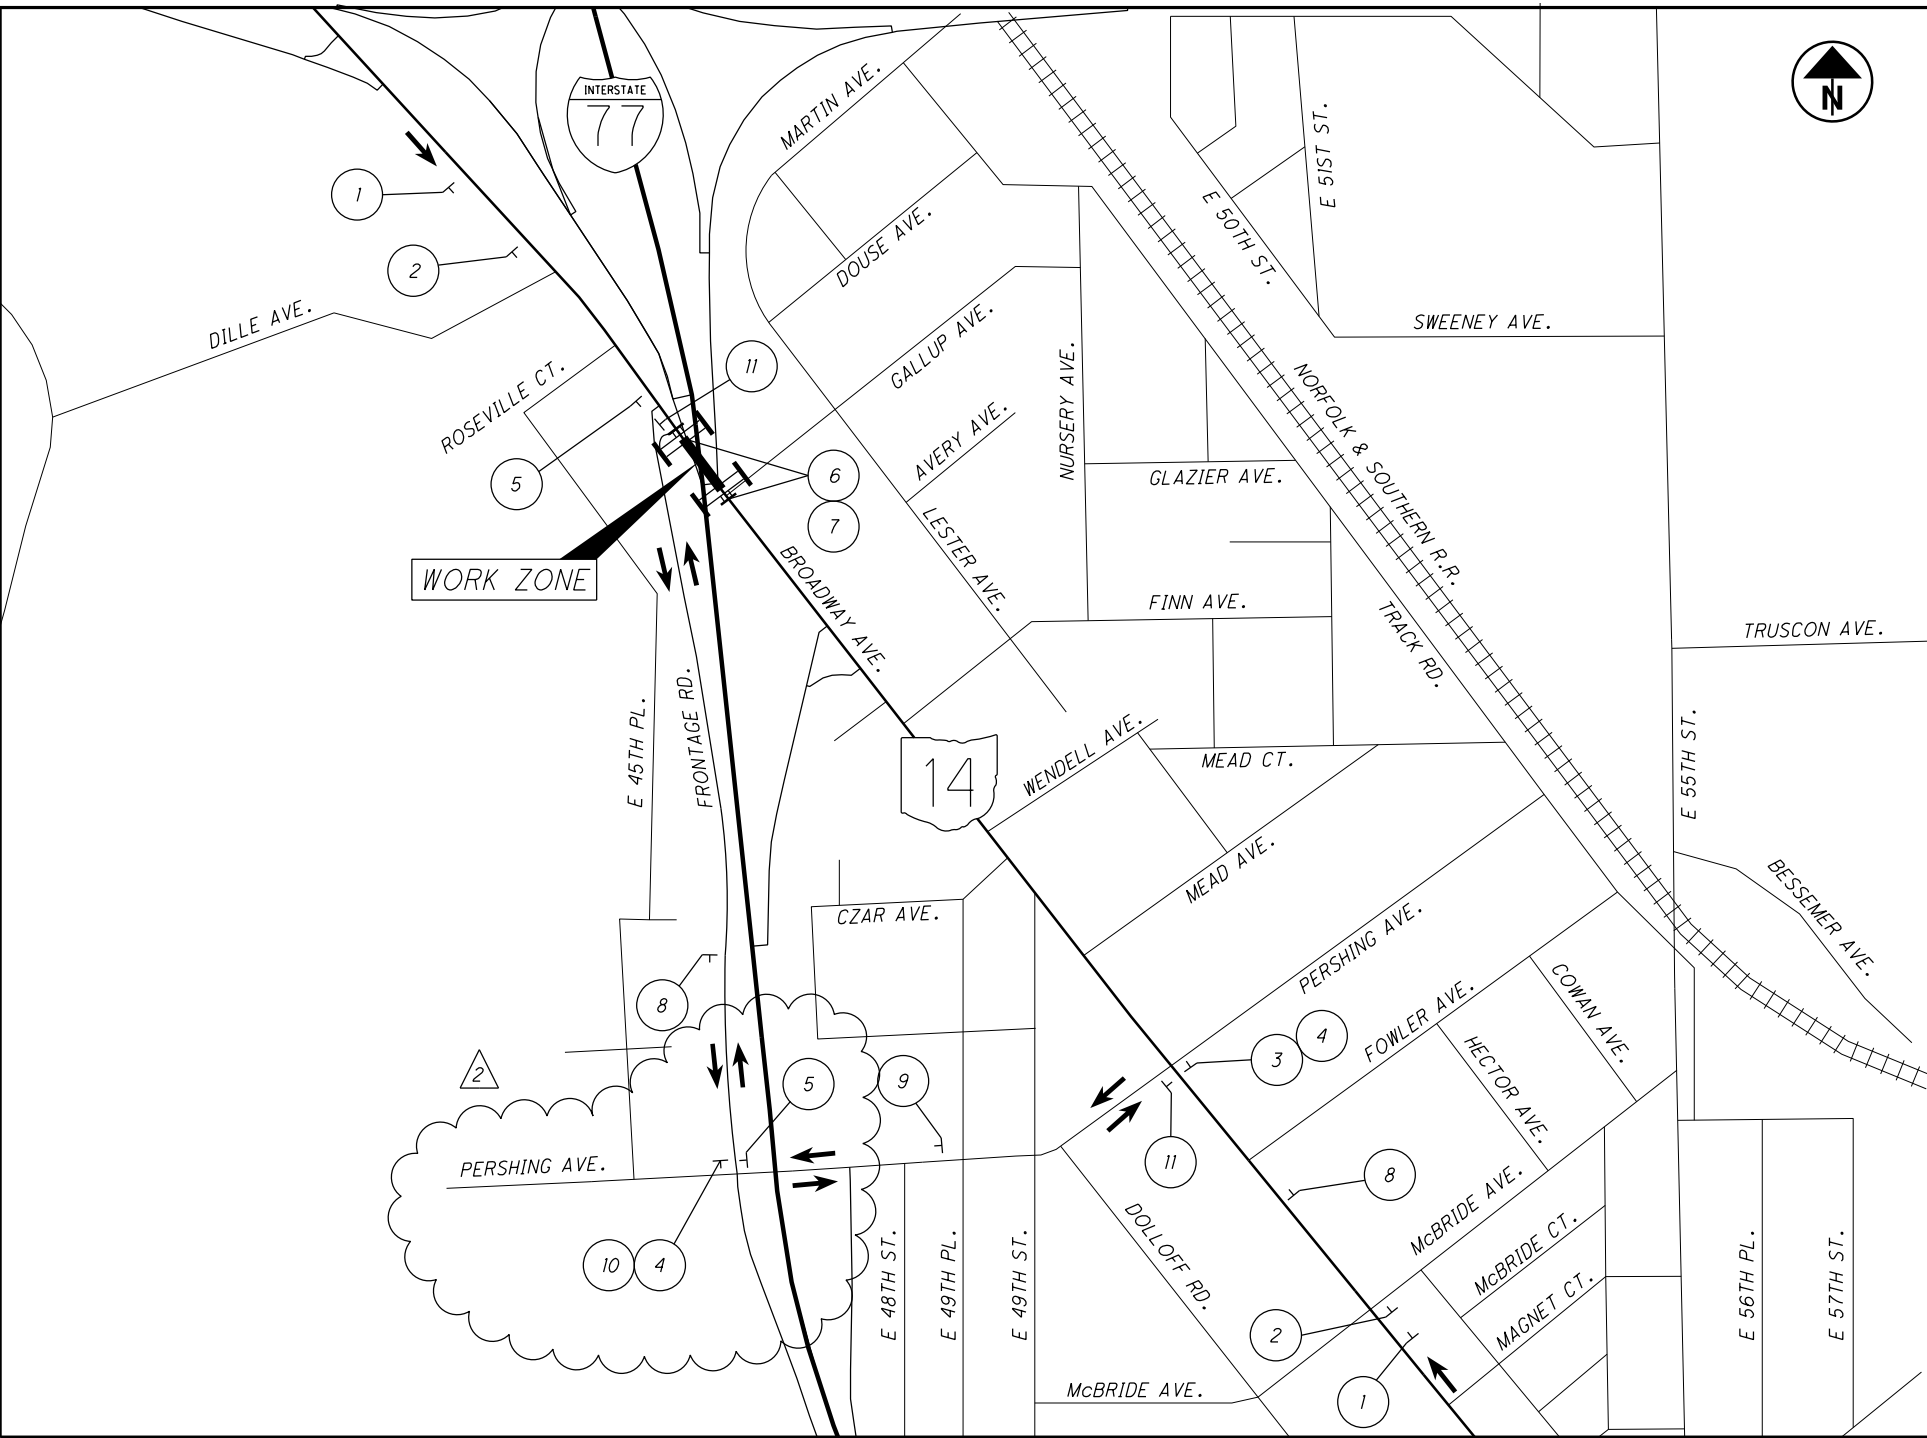 INTERSTATE
77
N
MARTIN AVE.
E 51ST ST.
1
2
E 50TH ST.
DOUSE AVE.
DILLE AVE.
SWEENEY AVE.
GALLUP AVE.
ROSEVILLE CT.
11
NURSERY AVE.
NORFOLK & SOUTHERN R.R.
AVERY AVE.
5
6
7
GLAZIER AVE.
LESTER AVE.
WORK ZONE
BROADWAY AVE.
FINN AVE.
TRACK RD.
TRUSCON AVE.
E 45TH PL.
FRONTAGE RD.
14
WENDELL AVE.
MEAD CT.
E 55TH ST.
MEAD AVE.
BESSEMER AVE.
CZAR AVE.
PERSHING AVE.
8
COWAN AVE.
FOWLER AVE.
HECTOR AVE.
2
5
9
3
4
PERSHING AVE.
11
8
10
4
DOLLOFF RD.
McBRIDE AVE.
McBRIDE CT.
MAGNET CT.
E 48TH ST.
E 49TH PL.
E 49TH ST.
E 56TH PL.
E 57TH ST.
2
McBRIDE AVE.
1